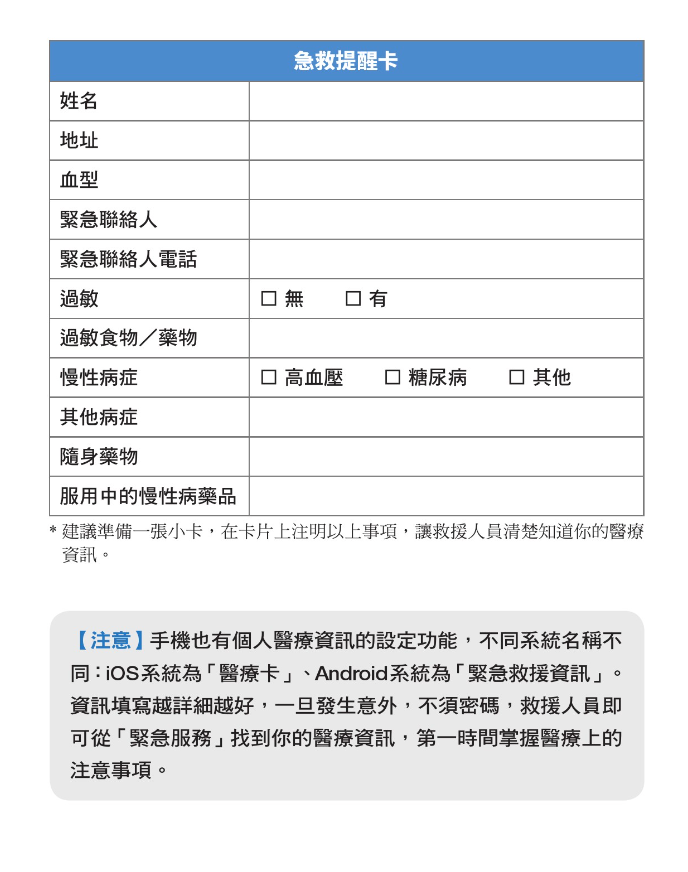 急救提醒卡
姓名
地址
血型
緊急聯絡人
緊急聯絡人電話
過敏 □ 無 □ 有
過敏食物／藥物
慢性病症 □ 高血壓 □ 糖尿病 □ 其他
其他病症
隨身藥物
服用中的慢性病藥品
* 建議準備一張小卡，在卡片上注明以上事項，讓救援人員清楚知道你的醫療
資訊。
【注意】手機也有個人醫療資訊的設定功能，不同系統名稱不
同：iOS系統為「醫療卡」、Android系統為「緊急救援資訊」。
資訊填寫越詳細越好，一旦發生意外，不須密碼，救援人員即
可從「緊急服務」找到你的醫療資訊，第一時間掌握醫療上的
注意事項。